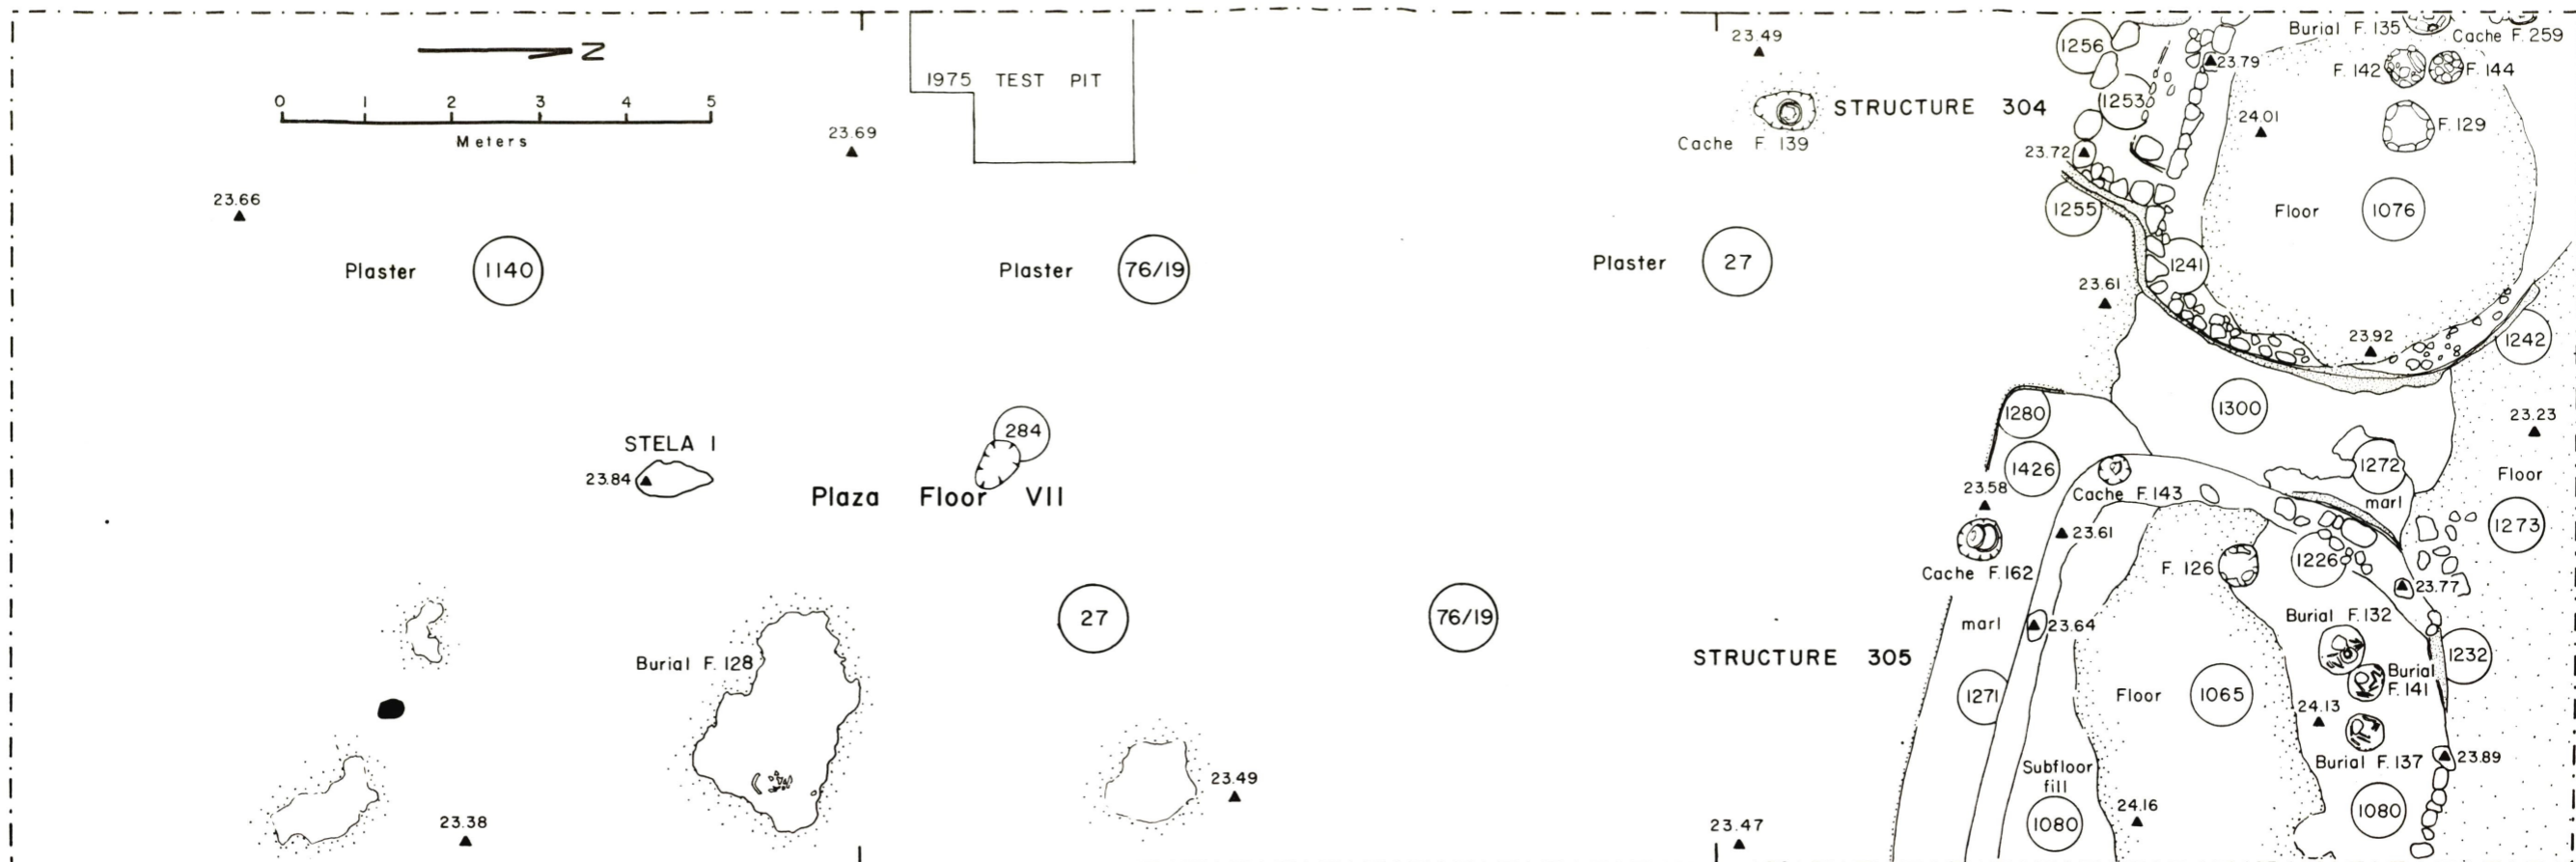 N
0 1 2 3 4 5
Meters
1975 TEST PIT
23.69
23.66
Plaster 1140
Plaster 76/19
Plaster 27
23.49
Cache F. 139
STRUCTURE 304
1256
1253
23.79
23.72
1255
1241
24.01
Burial F. 135
Cache F. 259
F. 142
F. 144
F. 129
Floor 1076
23.61
23.92
1242
STELA 1
23.84
284
Plaza Floor VII
1280
1426
23.58
1300
1272
marl
23.23
Floor
1273
Cache F. 143
23.61
Cache F. 162
F. 126
1226
23.77
27
76/19
marl
23.64
Burial F. 132
Burial F. 128
STRUCTURE 305
1271
Floor 1065
Burial
F. 141
1232
24.13
Burial F. 137
23.89
23.49
Subfloor
fill
1080
24.16
1080
23.38
23.47